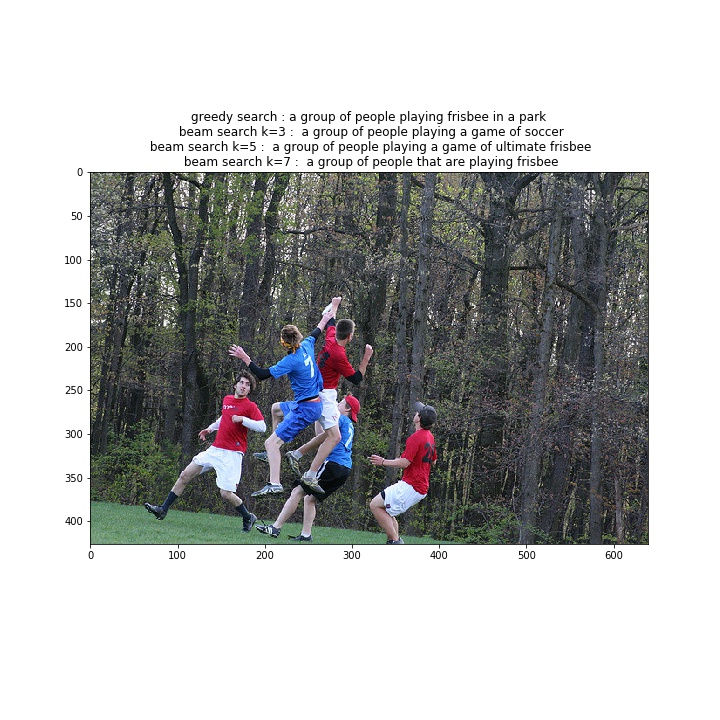 greedy search : a group of people playing frisbee in a park
beam search k=3 :  a group of people playing a game of soccer
beam search k=5 :  a group of people playing a game of ultimate frisbee
beam search k=7 :  a group of people that are playing frisbee
0
50
100
150
200
250
300
350
400
7
0 100 200 300 400 500 600